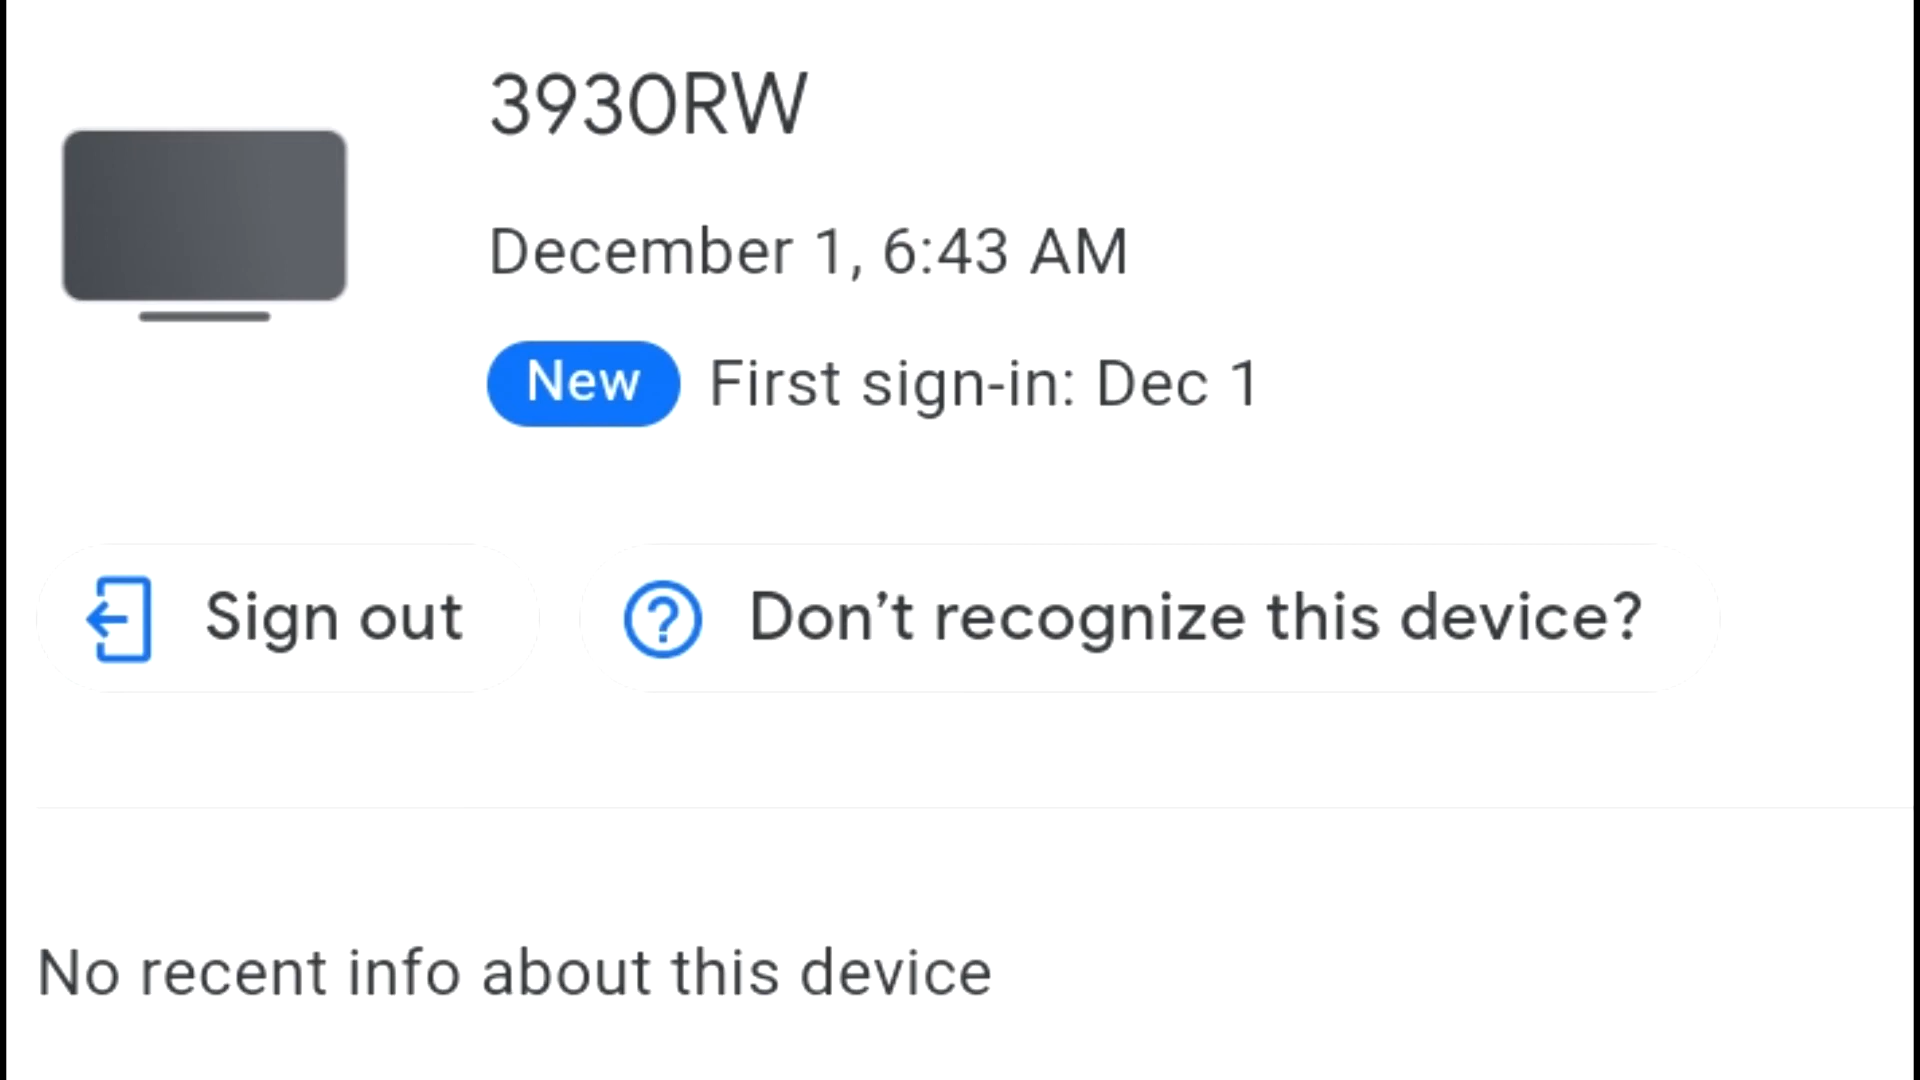 3930RW
December 1, 6:43 AM
New First sign-in: Dec 1
Sign out Don’t recognize this device?
No recent info about this device